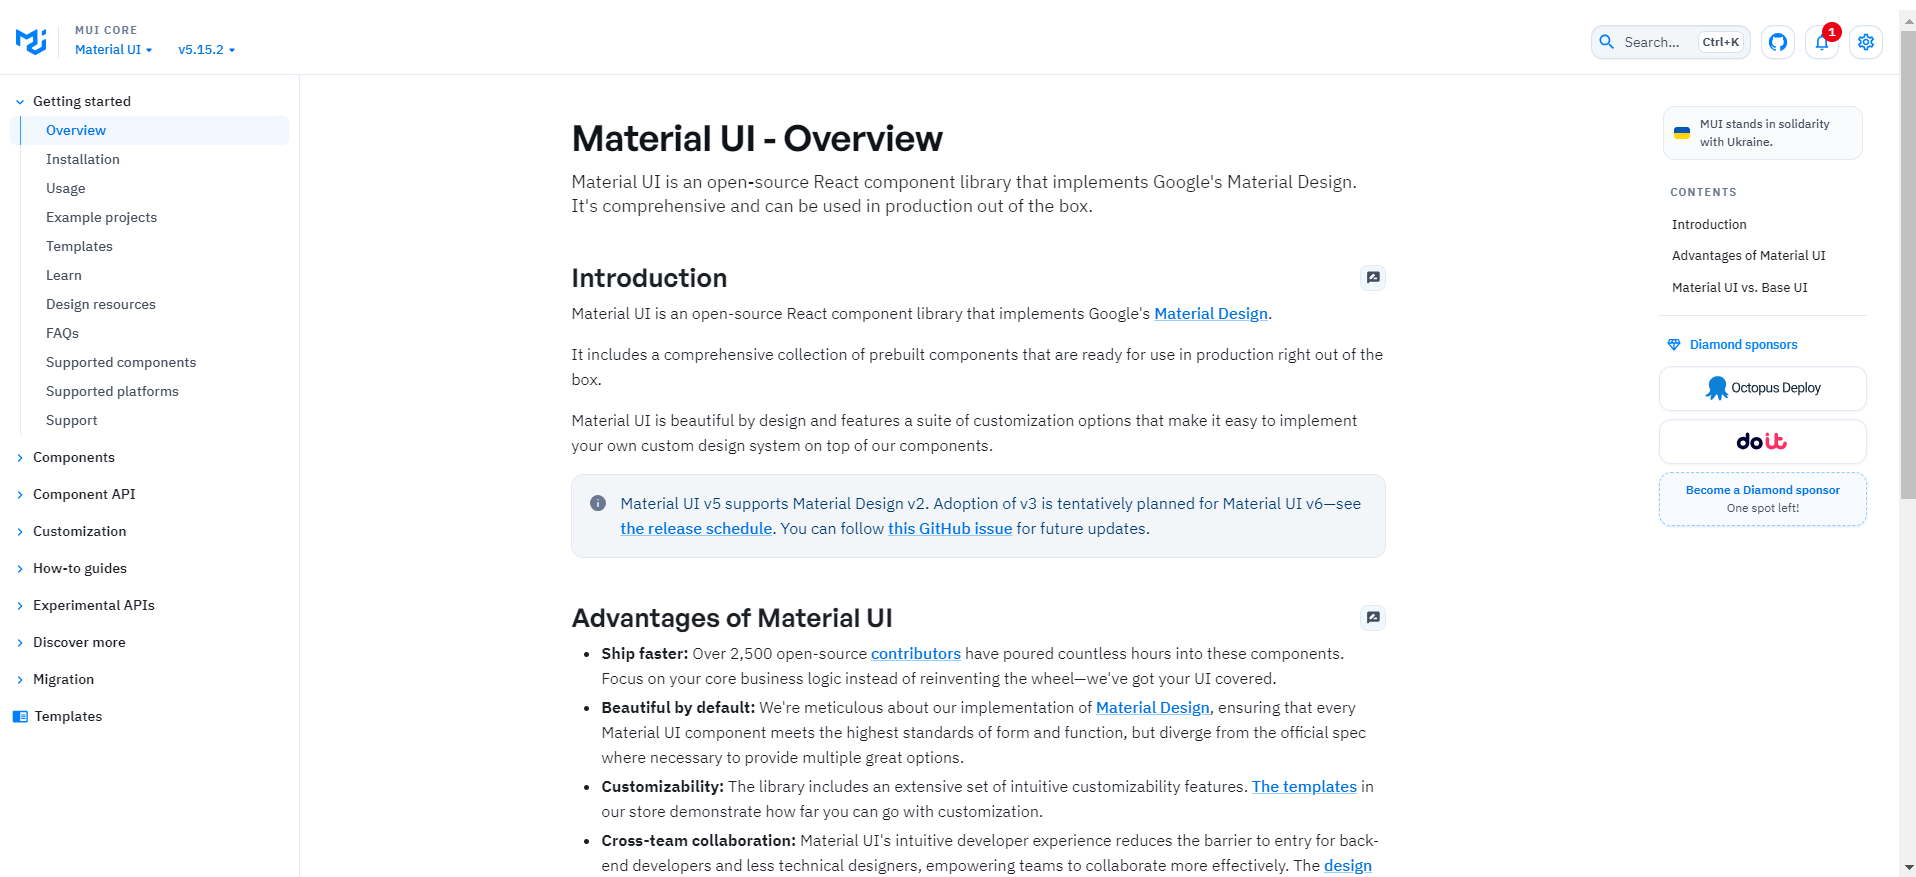 MUI CORE
Material UI
v5.15.2
Search...
Ctrl+K
1
Getting started
Overview
Installation
Usage
Example projects
Templates
Learn
Design resources
FAQs
Supported components
Supported platforms
Support
Components
Component API
Customization
How-to guides
Experimental APIs
Discover more
Migration
Templates
Material UI - Overview
Material UI is an open-source React component library that implements Google's Material Design.
It's comprehensive and can be used in production out of the box.
Introduction
Material UI is an open-source React component library that implements Google's Material Design.
It includes a comprehensive collection of prebuilt components that are ready for use in production right out of the
box.
Material UI is beautiful by design and features a suite of customization options that make it easy to implement
your own custom design system on top of our components.
Material UI v5 supports Material Design v2. Adoption of v3 is tentatively planned for Material UI v6—see
the release schedule. You can follow this GitHub issue for future updates.
Advantages of Material UI
Ship faster: Over 2,500 open-source contributors have poured countless hours into these components.
Focus on your core business logic instead of reinventing the wheel—we've got your UI covered.
Beautiful by default: We're meticulous about our implementation of Material Design, ensuring that every
Material UI component meets the highest standards of form and function, but diverge from the official spec
where necessary to provide multiple great options.
Customizability: The library includes an extensive set of intuitive customizability features. The templates in
our store demonstrate how far you can go with customization.
Cross-team collaboration: Material UI's intuitive developer experience reduces the barrier to entry for back-
end developers and less technical designers, empowering teams to collaborate more effectively. The design
MUI stands in solidarity
with Ukraine.
CONTENTS
Introduction
Advantages of Material UI
Material UI vs. Base UI
Diamond sponsors
Octopus Deploy
doit
Become a Diamond sponsor
One spot left!